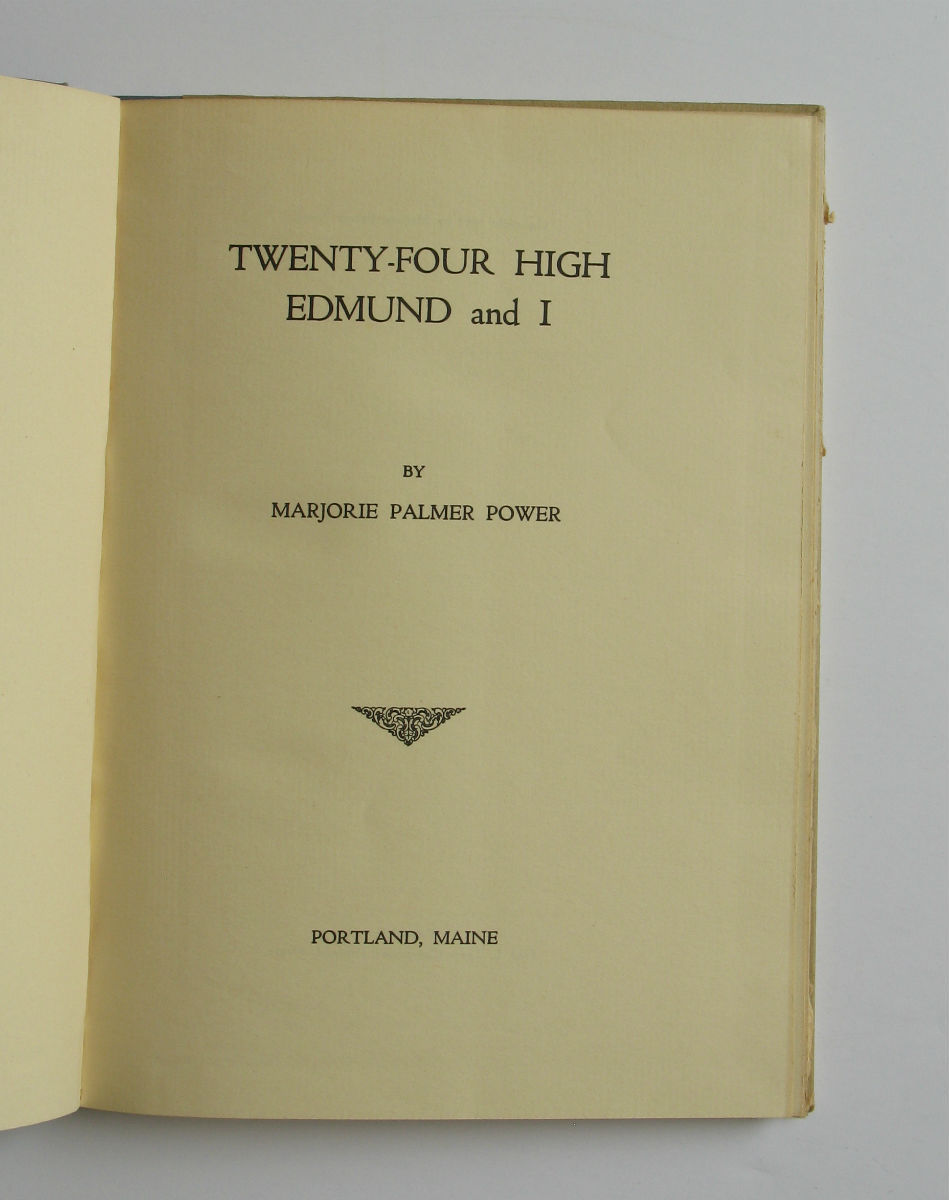 TWENTY-FOUR HIGH
EDMUND and I
BY
MARJORIE PALMER POWER
PORTLAND, MAINE